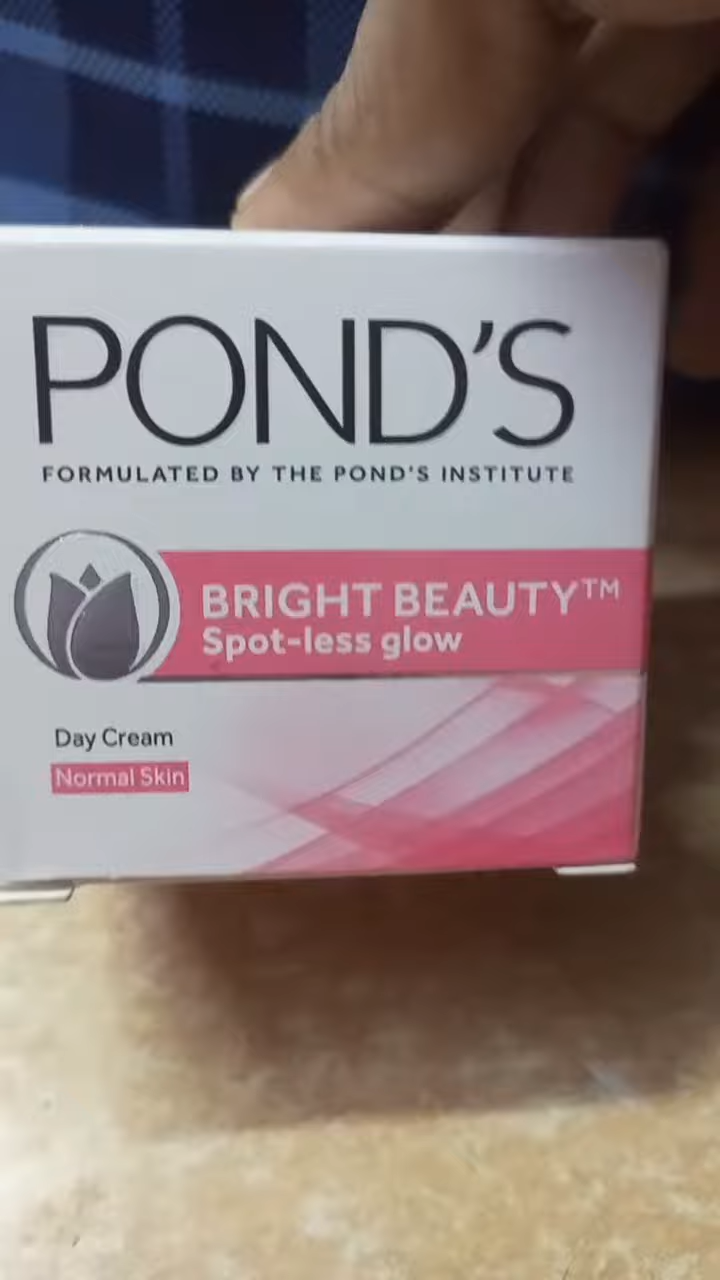 POND'S
FORMULATED BY THE POND'S INSTITUTE
BRIGHT BEAUTY™
Spot-less glow
Day Cream
Normal Skin